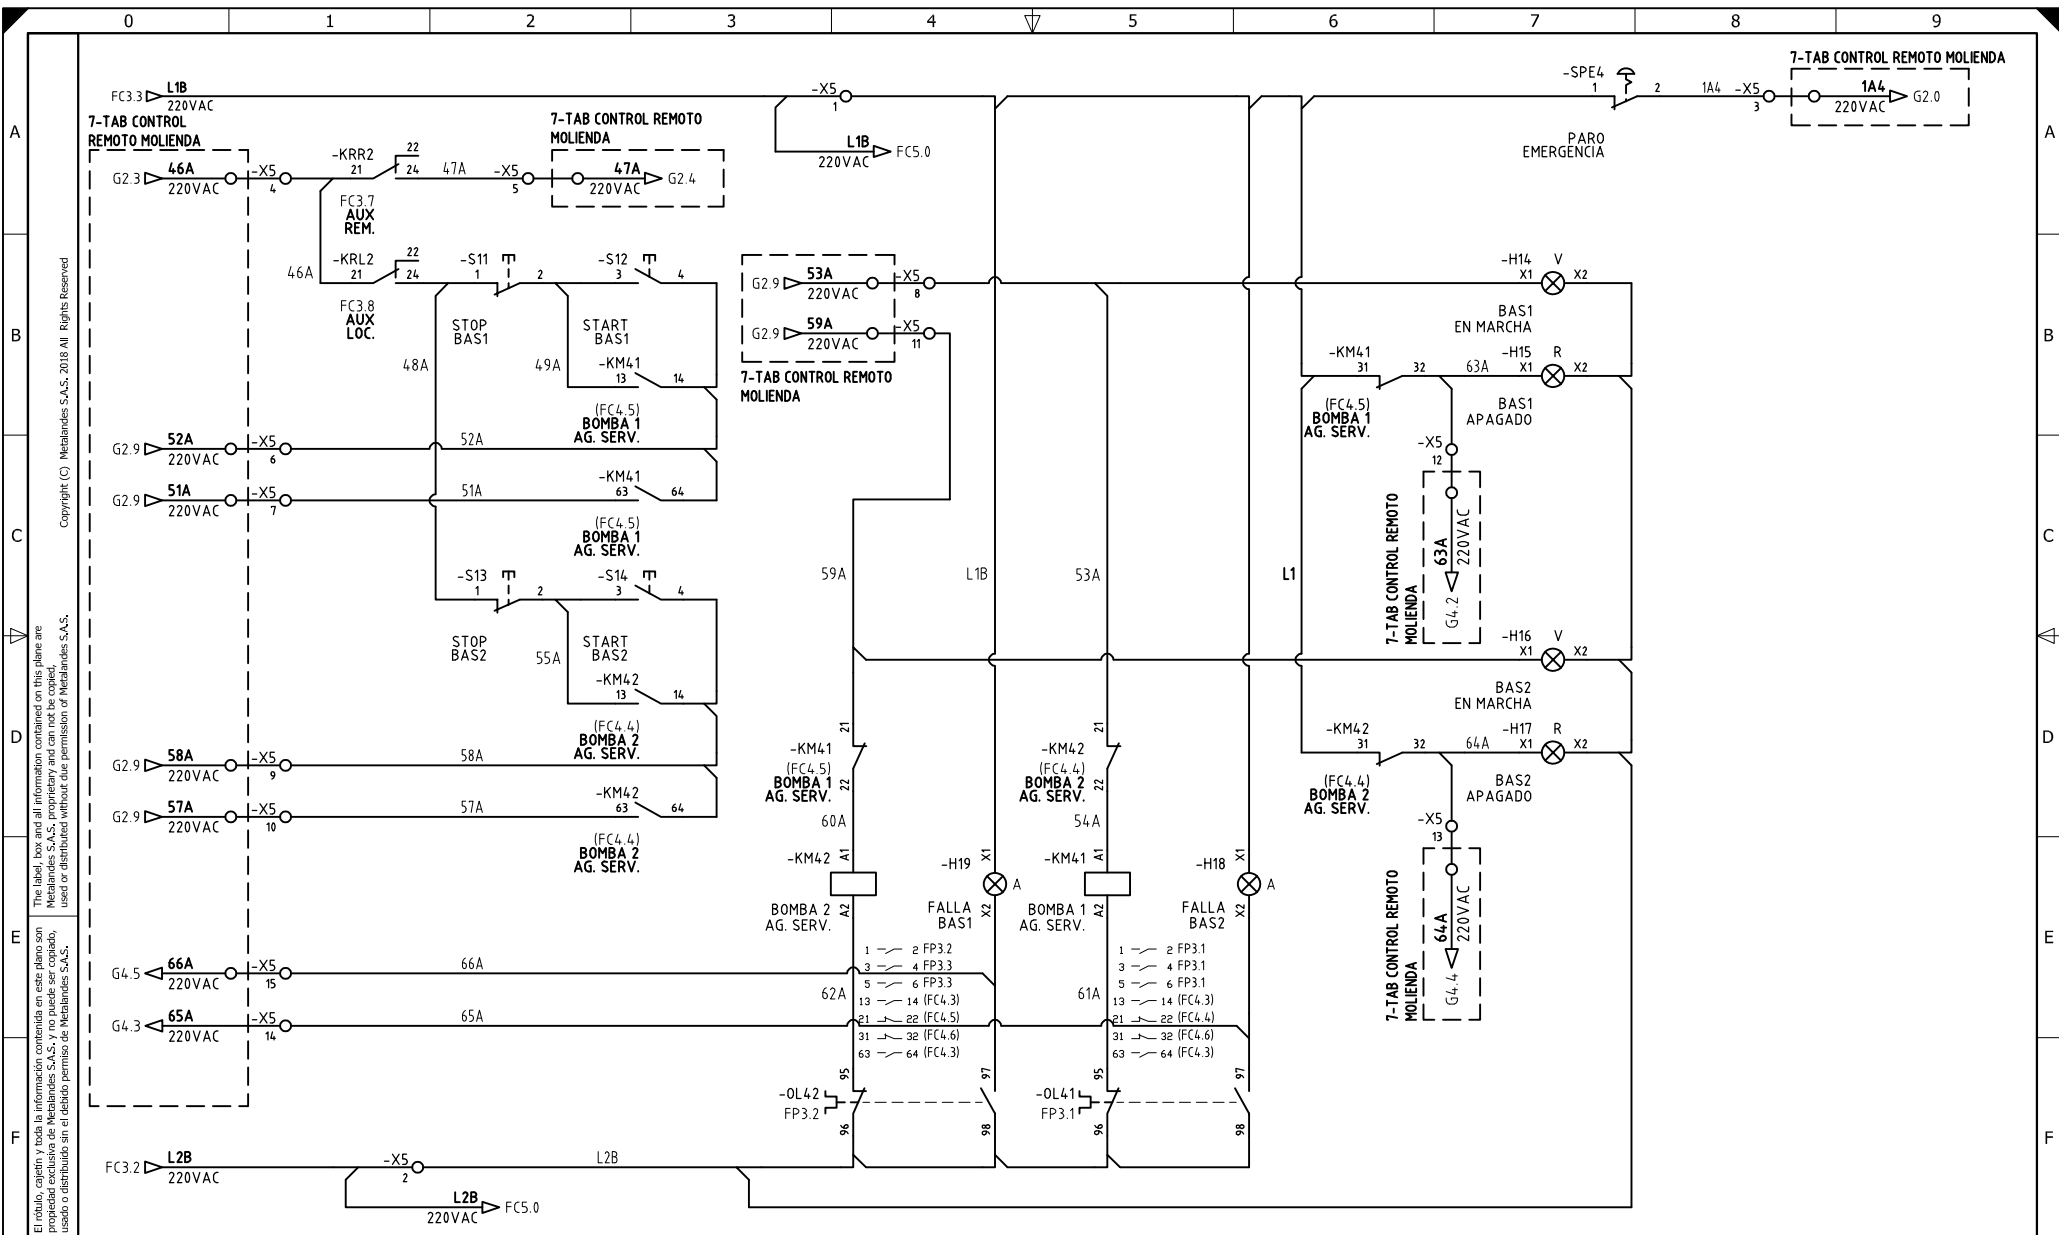 0 1 2 3 4 5 6 7 8 9
A
B
C
D
E
F
A
B
C
D
E
F
Copyright (C) Metalandes S.A.S. 2018 All Rights Reserved
The label, box and all information contained on this plane are
Metalandes S.A.S. proprietary and can not be copied,
used or distributed without due permission of Metalandes S.A.S.
El rótulo, cajetín y toda la información contenida en este plano son
propiedad exclusiva de Metalandes S.A.S. y no puede ser copiado,
usado o distribuido sin el debido permiso de Metalandes S.A.S.
FC3.3 L1B
220VAC
-X5
1
L1B
220VAC FC5.0
-SPE4
1 2
PARO
EMERGENCIA
1A4 -X5
3
7-TAB CONTROL REMOTO MOLIENDA
1A4
220VAC G2.0
7-TAB CONTROL
REMOTO MOLIENDA
G2.3 46A
220VAC
-X5
4
-KRR2
21 22 24
FC3.7
AUX
REM.
47A -X5
5
7-TAB CONTROL REMOTO
MOLIENDA
47A
220VAC G2.4
46A
-KRL2
21 22 24
FC3.8
AUX
LOC.
-S11
1 2
STOP
BAS1
-S12
3 4
START
BAS1
48A
49A
-KM41
13 14
(FC4.5)
BOMBA 1
AG. SERV.
G2.9 53A
220VAC
-X5
8
G2.9 59A
220VAC
-X5
11
7-TAB CONTROL REMOTO
MOLIENDA
-H14 V
X1 X2
BAS1
EN MARCHA
-KM41
31 32
(FC4.5)
BOMBA 1
AG. SERV.
63A
-H15 R
X1 X2
BAS1
APAGADO
-X5
12
7-TAB CONTROL REMOTO
MOLIENDA
63A
220VAC
G4.2
G2.9 52A
220VAC
-X5
6
52A
G2.9 51A
220VAC
-X5
7
51A
-KM41
63 64
(FC4.5)
BOMBA 1
AG. SERV.
-S13
1 2
STOP
BAS2
-S14
3 4
START
BAS2
55A
-KM42
13 14
(FC4.4)
BOMBA 2
AG. SERV.
59A
L1B
53A
L1
-H16 V
X1 X2
BAS2
EN MARCHA
-KM42
31 32
(FC4.4)
BOMBA 2
AG. SERV.
64A
-H17 R
X1 X2
BAS2
APAGADO
-X5
13
7-TAB CONTROL REMOTO
MOLIENDA
64A
220VAC
G4.4
G2.9 58A
220VAC
-X5
9
58A
G2.9 57A
220VAC
-X5
10
57A
-KM42
63 64
(FC4.4)
BOMBA 2
AG. SERV.
21
-KM41
(FC4.5)
BOMBA 1
AG. SERV.
22
60A
-KM42 A1
BOMBA 2
AG. SERV.
A2
-H19 X1
A
FALLA
BAS1
X2
21
-KM42
(FC4.4)
BOMBA 2
AG. SERV.
22
54A
-KM41 A1
BOMBA 1
AG. SERV.
A2
-H18 X1
A
FALLA
BAS2
X2
1 2 FP3.2
3 4 FP3.3
5 6 FP3.3
13 14 (FC4.3)
21 22 (FC4.5)
31 32 (FC4.6)
63 64 (FC4.3)
1 2 FP3.1
3 4 FP3.1
5 6 FP3.1
13 14 (FC4.3)
21 22 (FC4.4)
31 32 (FC4.6)
63 64 (FC4.3)
G4.5 66A
220VAC
-X5
15
66A
62A
61A
G4.3 65A
220VAC
-X5
14
65A
95 97
-OL42
FP3.2
96 98
95 97
-OL41
FP3.1
96 98
FC3.2 L2B
220VAC
-X5
2
L2B
L2B
220VAC FC5.0